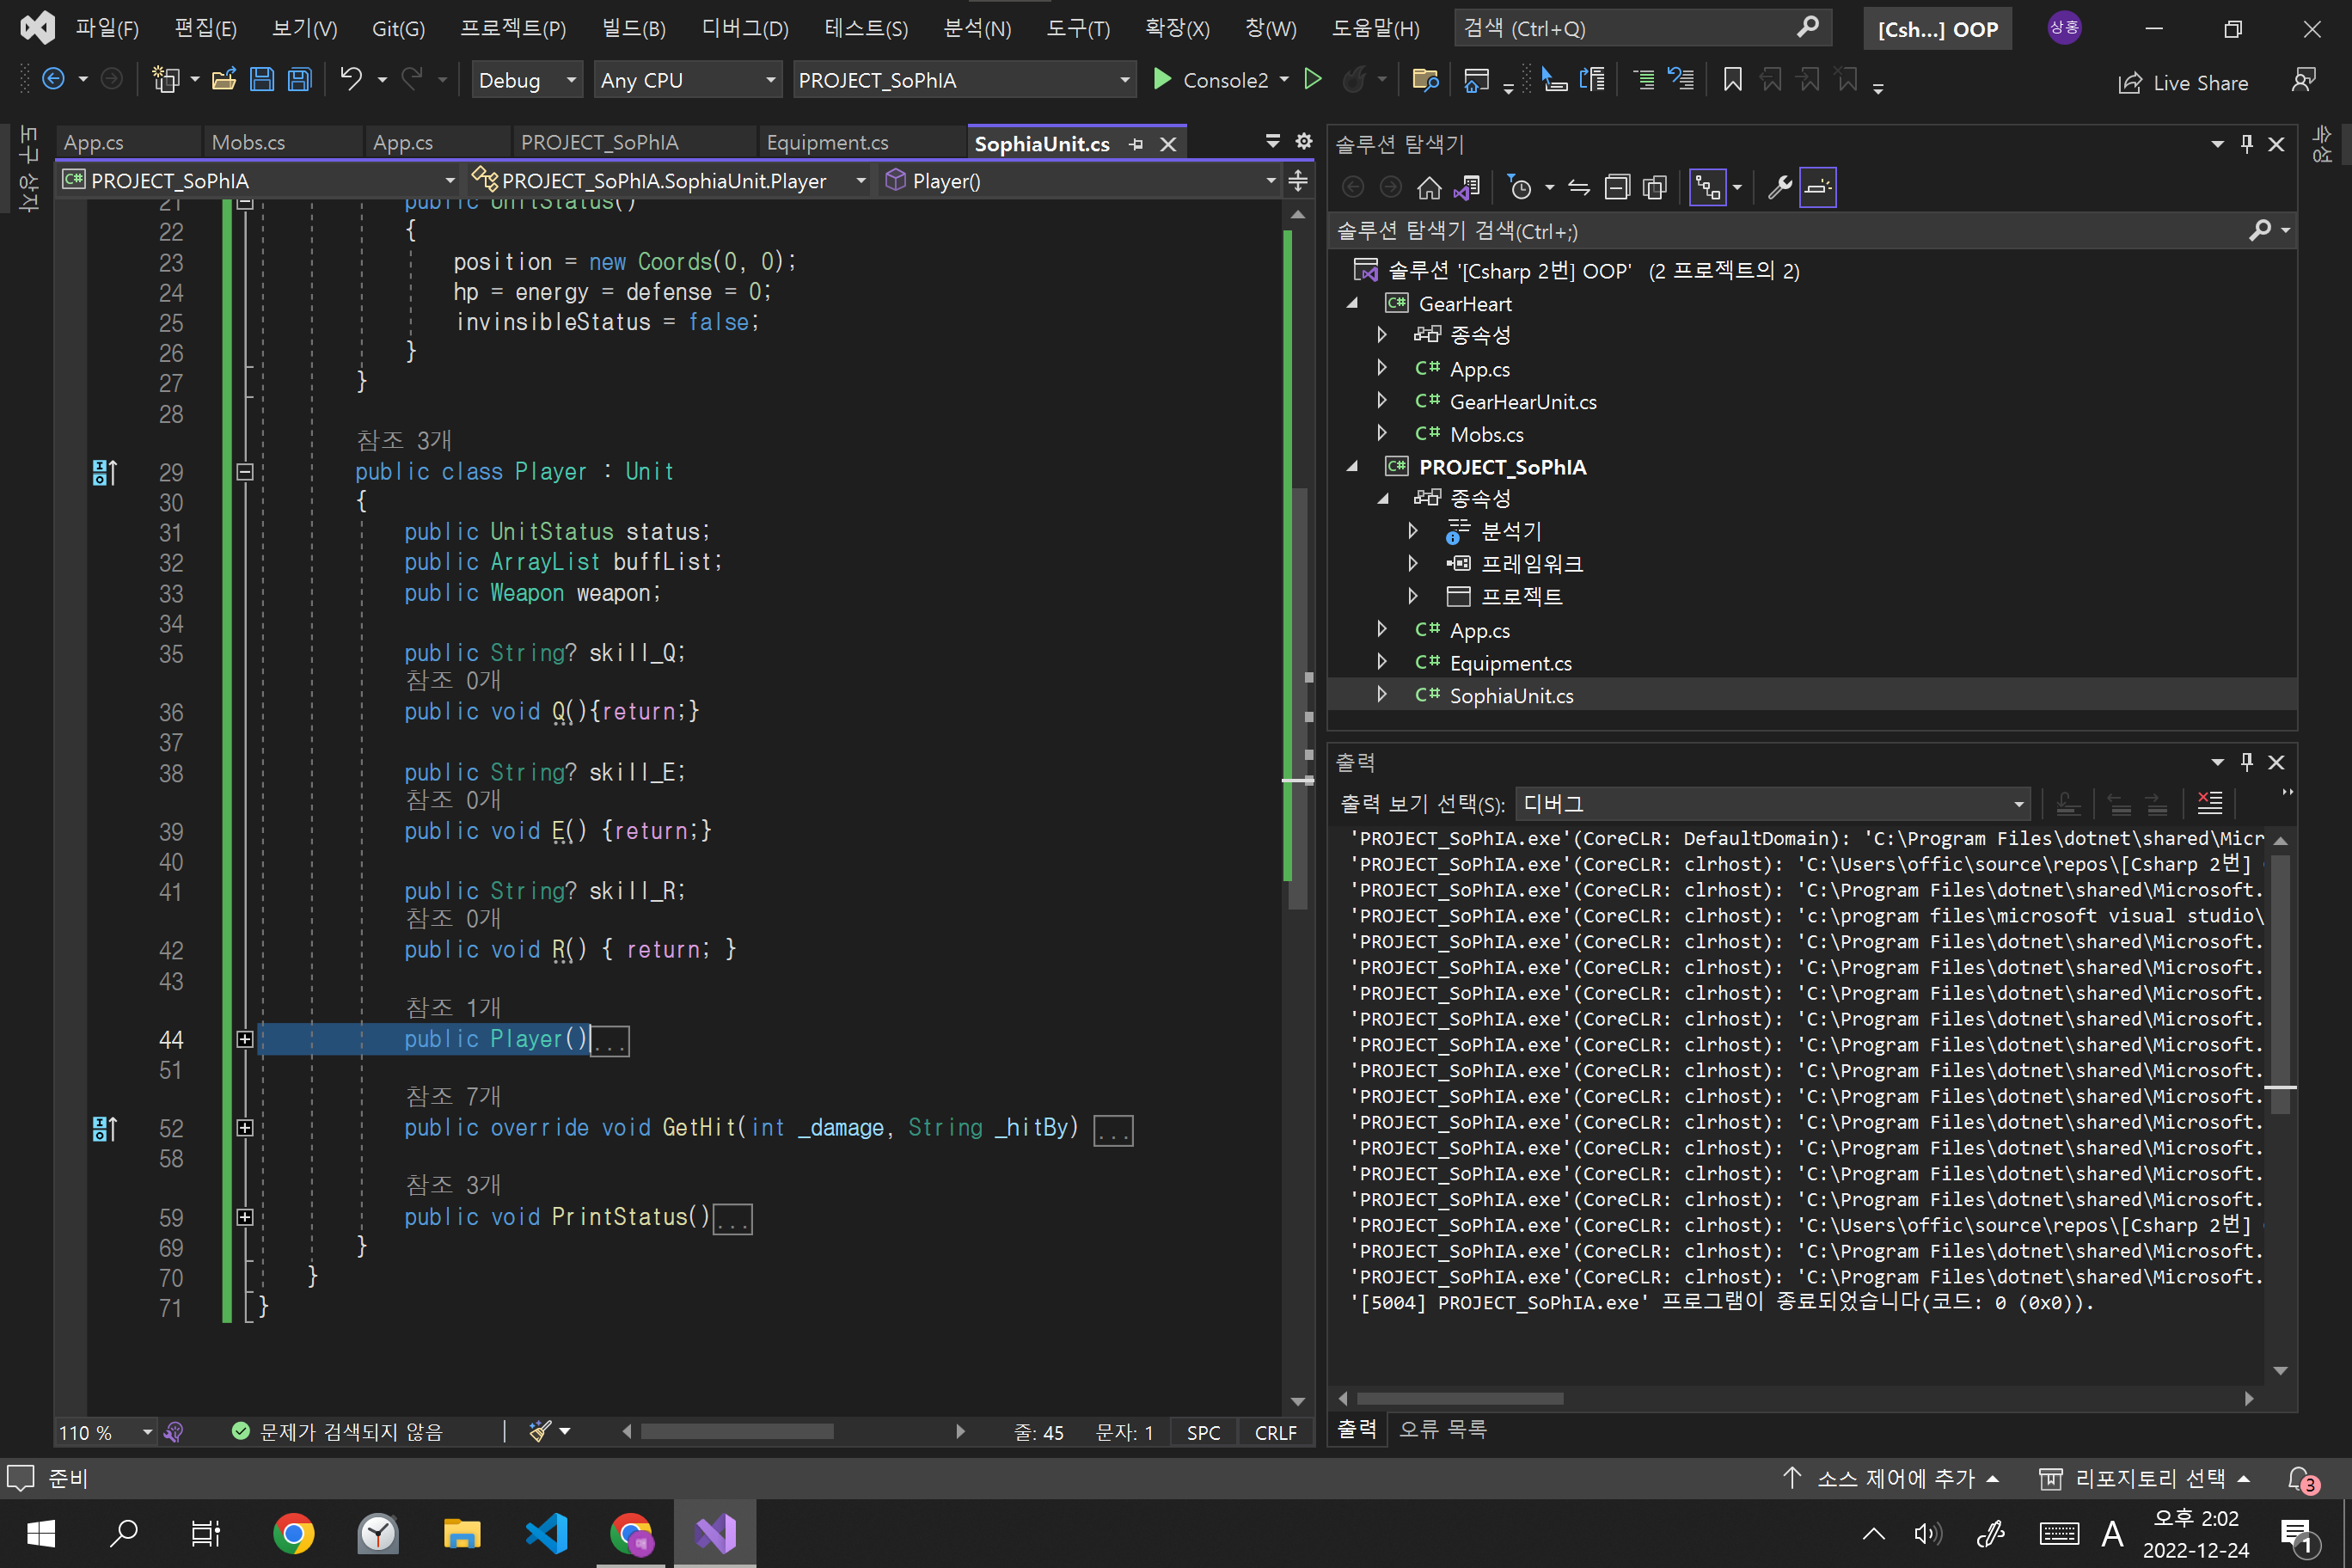 파일(F) 편집(E) 보기(V) Git(G) 프로젝트(P) 빌드(B) 디버그(D) 테스트(S) 분석(N) 도구(T) 확장(X) 창(W) 도움말(H) 검색 (Ctrl+Q) [Csh...] OOP 상홍
Debug Any CPU PROJECT_SoPhIA Console2 Live Share
도구 상자
App.cs Mobs.cs App.cs PROJECT_SoPhIA Equipment.cs SophiaUnit.cs
C# PROJECT_SoPhIA PROJECT_SoPhIA.SophiaUnit.Player Player()
21 public UnitStatus()
22 {
23 position = new Coords(0, 0);
24 hp = energy = defense = 0;
25 invinsibleStatus = false;
26 }
27 }
28
참조 3개
29 public class Player : Unit
30 {
31 public UnitStatus status;
32 public ArrayList buffList;
33 public Weapon weapon;
34
35 public String? skill_Q;
참조 0개
36 public void Q(){return;}
37
38 public String? skill_E;
참조 0개
39 public void E() {return;}
40
41 public String? skill_R;
참조 0개
42 public void R() { return; }
43
참조 1개
44 public Player()...
51
참조 7개
52 public override void GetHit(int _damage, String _hitBy) ...
58
참조 3개
59 public void PrintStatus()...
69 }
70 }
71 }
110 % 문제가 검색되지 않음 줄: 45 문자: 1 SPC CRLF
솔루션 탐색기
솔루션 탐색기 검색(Ctrl+;)
솔루션 '[Csharp 2번] OOP' (2 프로젝트의 2)
C# GearHeart
종속성
C# App.cs
C# GearHearUnit.cs
C# Mobs.cs
C# PROJECT_SoPhIA
종속성
분석기
프레임워크
프로젝트
C# App.cs
C# Equipment.cs
C# SophiaUnit.cs
속성
출력
출력 보기 선택(S): 디버그
'PROJECT_SoPhIA.exe'(CoreCLR: DefaultDomain): 'C:\Program Files\dotnet\shared\Micr
'PROJECT_SoPhIA.exe'(CoreCLR: clrhost): 'C:\Users\offic\source\repos\[Csharp 2번]
'PROJECT_SoPhIA.exe'(CoreCLR: clrhost): 'C:\Program Files\dotnet\shared\Microsoft.
'PROJECT_SoPhIA.exe'(CoreCLR: clrhost): 'c:\program files\microsoft visual studio\
'PROJECT_SoPhIA.exe'(CoreCLR: clrhost): 'C:\Program Files\dotnet\shared\Microsoft.
'PROJECT_SoPhIA.exe'(CoreCLR: clrhost): 'C:\Program Files\dotnet\shared\Microsoft.
'PROJECT_SoPhIA.exe'(CoreCLR: clrhost): 'C:\Program Files\dotnet\shared\Microsoft.
'PROJECT_SoPhIA.exe'(CoreCLR: clrhost): 'C:\Program Files\dotnet\shared\Microsoft.
'PROJECT_SoPhIA.exe'(CoreCLR: clrhost): 'C:\Program Files\dotnet\shared\Microsoft.
'PROJECT_SoPhIA.exe'(CoreCLR: clrhost): 'C:\Program Files\dotnet\shared\Microsoft.
'PROJECT_SoPhIA.exe'(CoreCLR: clrhost): 'C:\Program Files\dotnet\shared\Microsoft.
'PROJECT_SoPhIA.exe'(CoreCLR: clrhost): 'C:\Program Files\dotnet\shared\Microsoft.
'PROJECT_SoPhIA.exe'(CoreCLR: clrhost): 'C:\Program Files\dotnet\shared\Microsoft.
'PROJECT_SoPhIA.exe'(CoreCLR: clrhost): 'C:\Program Files\dotnet\shared\Microsoft.
'PROJECT_SoPhIA.exe'(CoreCLR: clrhost): 'C:\Program Files\dotnet\shared\Microsoft.
'PROJECT_SoPhIA.exe'(CoreCLR: clrhost): 'C:\Users\offic\source\repos\[Csharp 2번]
'PROJECT_SoPhIA.exe'(CoreCLR: clrhost): 'C:\Program Files\dotnet\shared\Microsoft.
'PROJECT_SoPhIA.exe'(CoreCLR: clrhost): 'C:\Program Files\dotnet\shared\Microsoft.
'[5004] PROJECT_SoPhIA.exe' 프로그램이 종료되었습니다(코드: 0 (0x0)).
출력 오류 목록
준비 소스 제어에 추가 리포지토리 선택 3
A 오후 2:02
2022-12-24 1